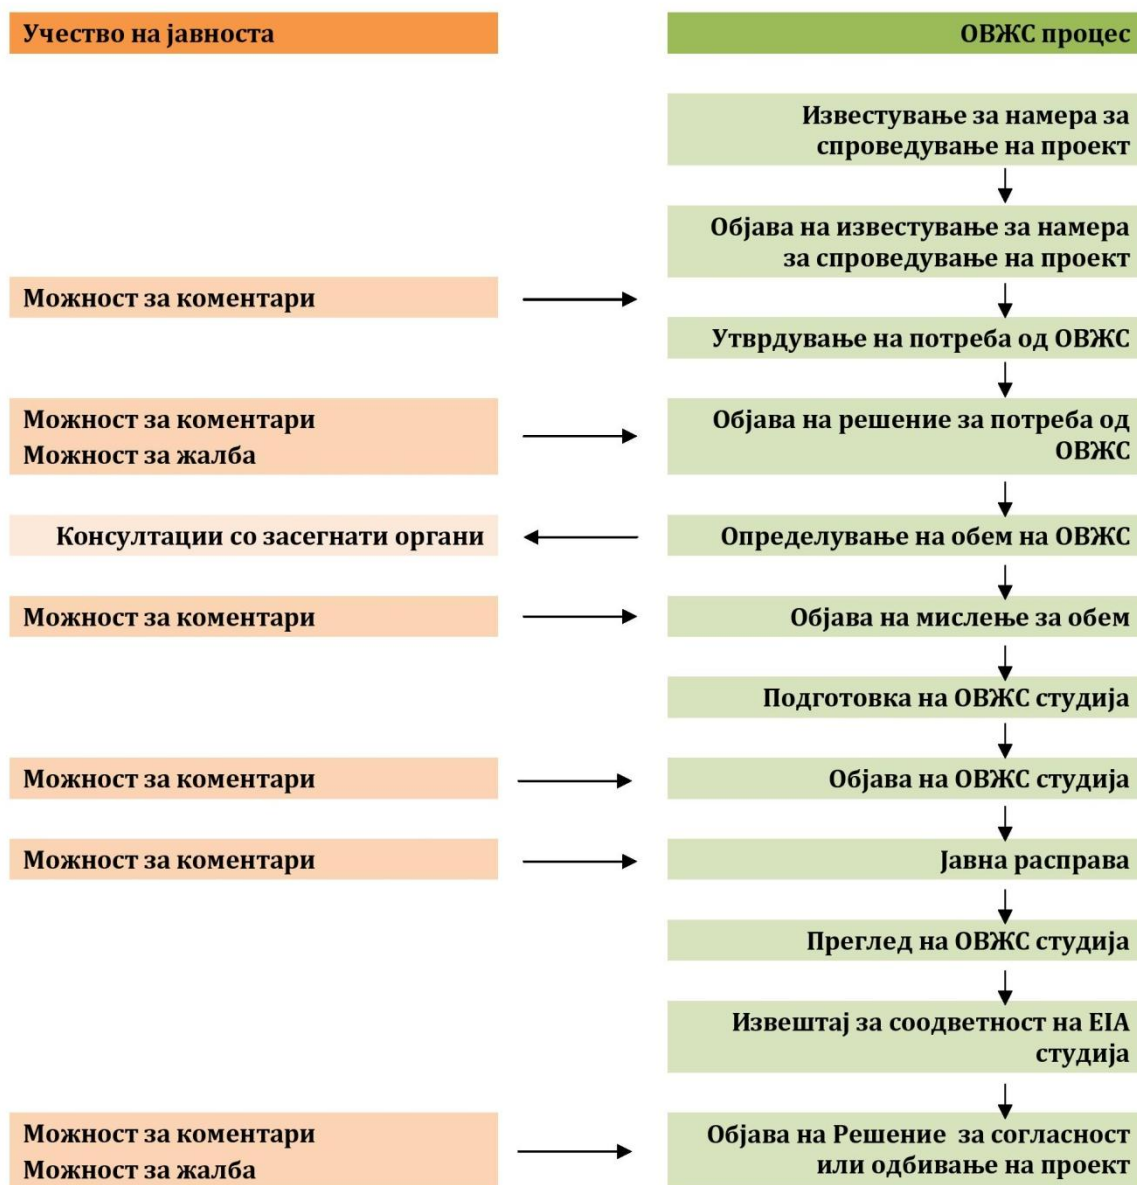 Учество на јавноста
ОВЖС процес
Известување за намера за
спроведување на проект
Објава на известување за намера
за спроведување на проект
Можност за коментари
Утврдување на потреба од ОВЖС
Можност за коментари
Можност за жалба
Објава на решение за потреба од
ОВЖС
Консултации со засегнати органи
Определување на обем на ОВЖС
Можност за коментари
Објава на мислење за обем
Подготовка на ОВЖС студија
Можност за коментари
Објава на ОВЖС студија
Можност за коментари
Јавна расправа
Преглед на ОВЖС студија
Извештај за соодветност на EIA
студија
Можност за коментари
Можност за жалба
Објава на Решение за согласност
или одбивање на проект